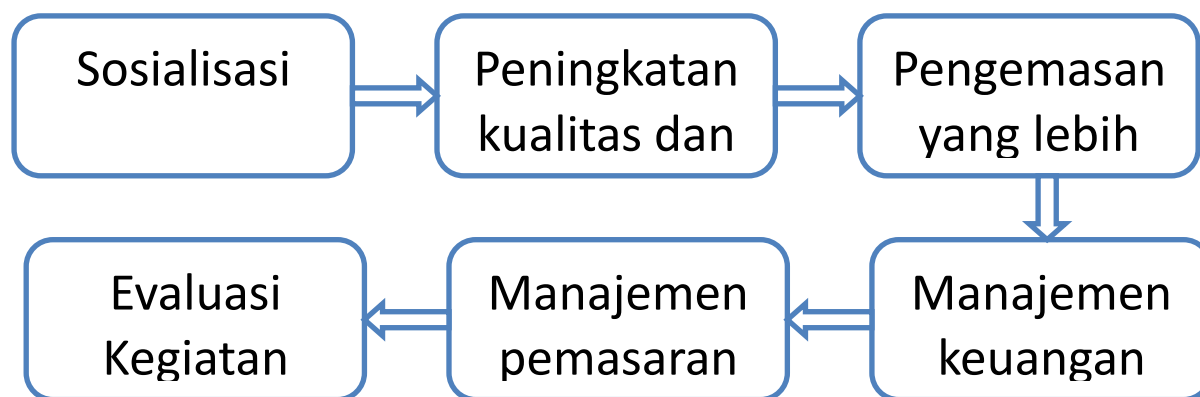 Sosialisasi
Peningkatan
kualitas dan
Pengemasan
yang lebih
Manajemen
keuangan
Manajemen
pemasaran
Evaluasi
Kegiatan